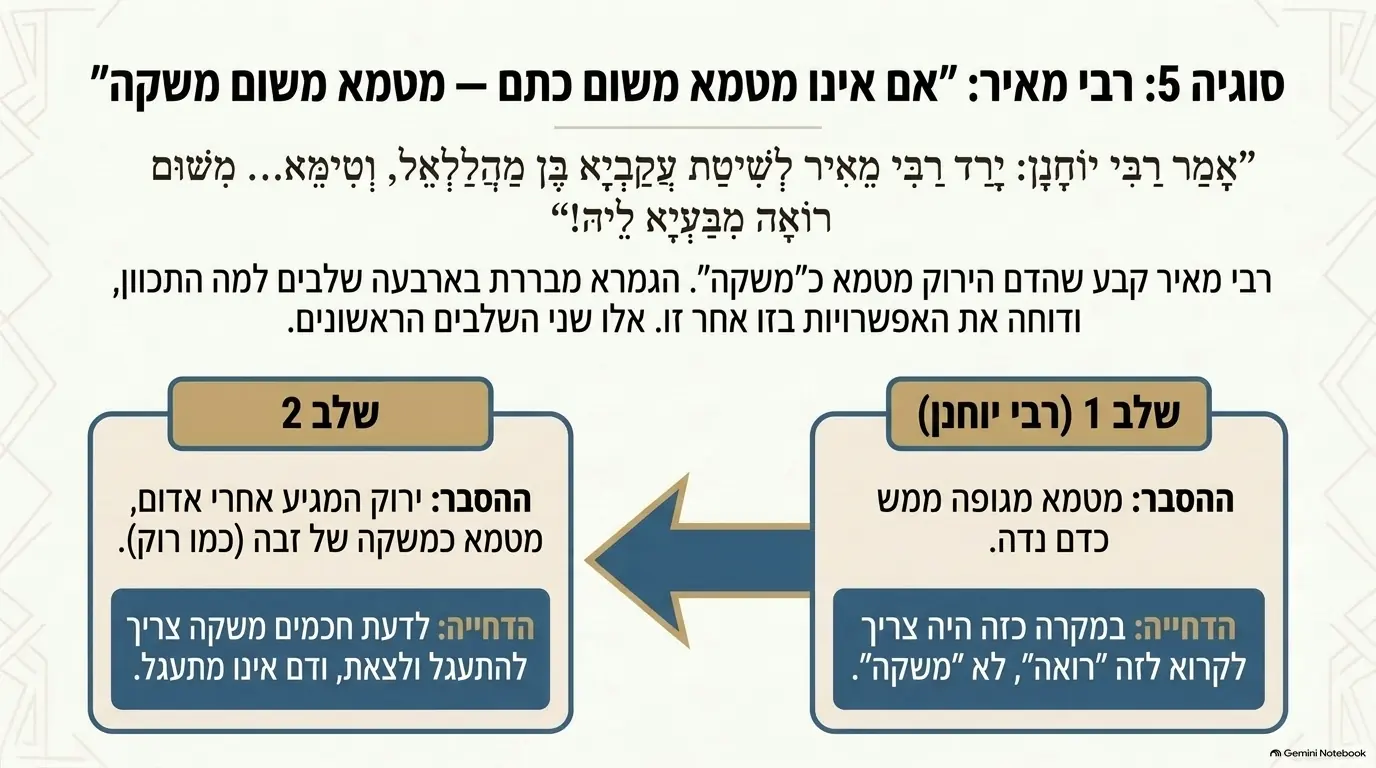 סוגיה 5: רבי מאיר: "אם אינו מטמא משום כתם – מטמא משום משקה"
"אָמַר רַבִּי יוֹחָנָן: יָרַד רַבִּי מֵאִיר לְשִׁיטַת עֲקַבְיָא בֶּן מַהֲלַלְאֵל, וְטִימֵּא... מִשּׁוּם
רוֹאָה מִבַּעְיָא לֵיהּ!"
רבי מאיר קבע שהדם הירוק מטמא כ"משקה". הגמרא מבררת בארבעה שלבים למה התכוון,
ודוחה את האפשרויות בזו אחר זו. אלו שני השלבים הראשונים.
שלב 1 (רבי יוחנן)
ההסבר: מטמא מגופה ממש
כדם נדה.
הדחייה: במקרה כזה היה צריך
לקרוא לזה "רואה", לא "משקה".
שלב 2
ההסבר: ירוק המגיע אחרי אדום,
מטמא כמשקה של זבה (כמו רוק).
הדחייה: לדעת חכמים משקה צריך
להתעגל ולצאת, ודם אינו מתעגל.
Gemini Notebook